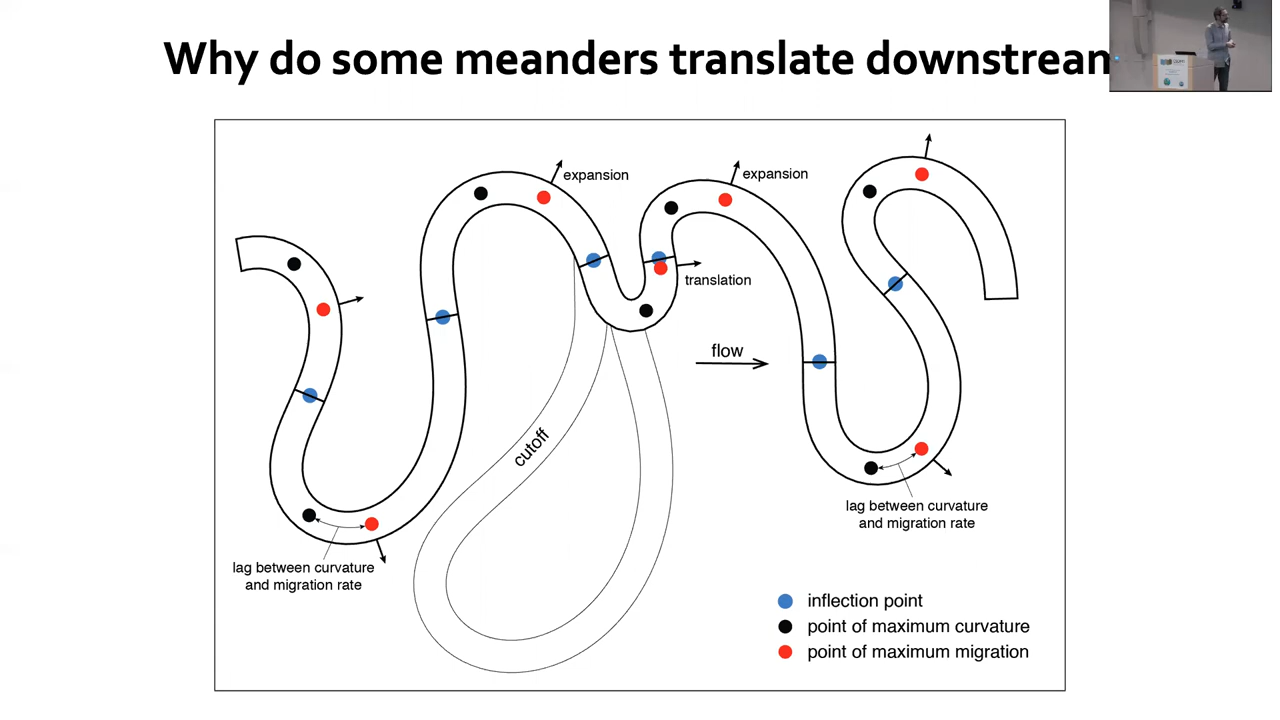 Why do some meanders translate downstream
expansion
expansion
translation
flow
cutoff
lag between curvature
and migration rate
lag between curvature
and migration rate
inflection point
point of maximum curvature
point of maximum migration